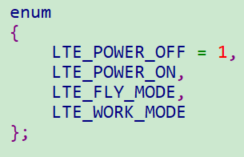 enum
{
    LTE_POWER_OFF = 1,
    LTE_POWER_ON,
    LTE_FLY_MODE,
    LTE_WORK_MODE
};